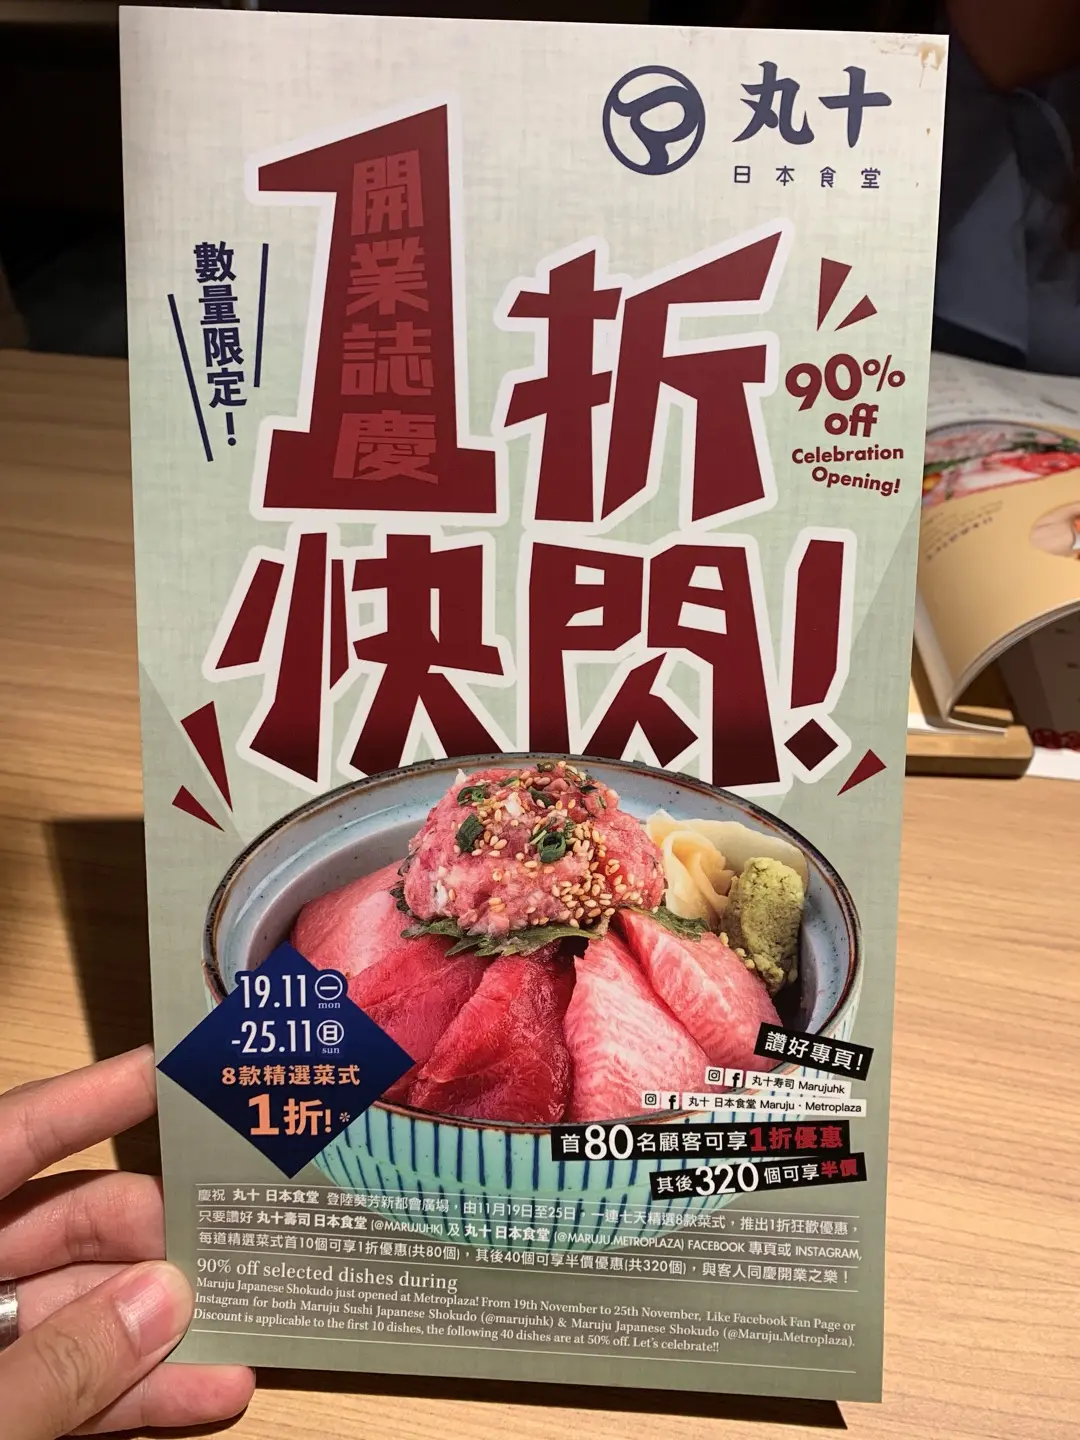 丸十
日本食堂
數量限定！
1折
開業誌慶
90%
off
Celebration
Opening!
快閃！
19.11 ㊀
mon
-25.11 ㊐
sun
8款精選菜式
1折!*
讚好專頁！
丸十寿司 Marujuhk
丸十 日本食堂 Maruju・Metroplaza
首80名顧客可享1折優惠
其後320個可享半價
慶祝 丸十 日本食堂 登陸葵芳新都會廣場，由11月19日至25日，一連七天精選8款菜式，推出1折狂歡優惠，
只要讚好 丸十壽司 日本食堂 (@MARUJUHK) 及 丸十 日本食堂 (@MARUJU.METROPLAZA) FACEBOOK 專頁或 INSTAGRAM,
每道精選菜式首10個可享1折優惠(共80個)，其後40個可享半價優惠(共320個)，與客人同慶開業之樂！
90% off selected dishes during
Maruju Japanese Shokudo just opened at Metroplaza! From 19th November to 25th November, Like Facebook Fan Page or
Instagram for both Maruju Sushi Japanese Shokudo (@marujuhk) & Maruju Japanese Shokudo (@Maruju.Metroplaza).
Discount is applicable to the first 10 dishes, the following 40 dishes are at 50% off. Let's celebrate!!